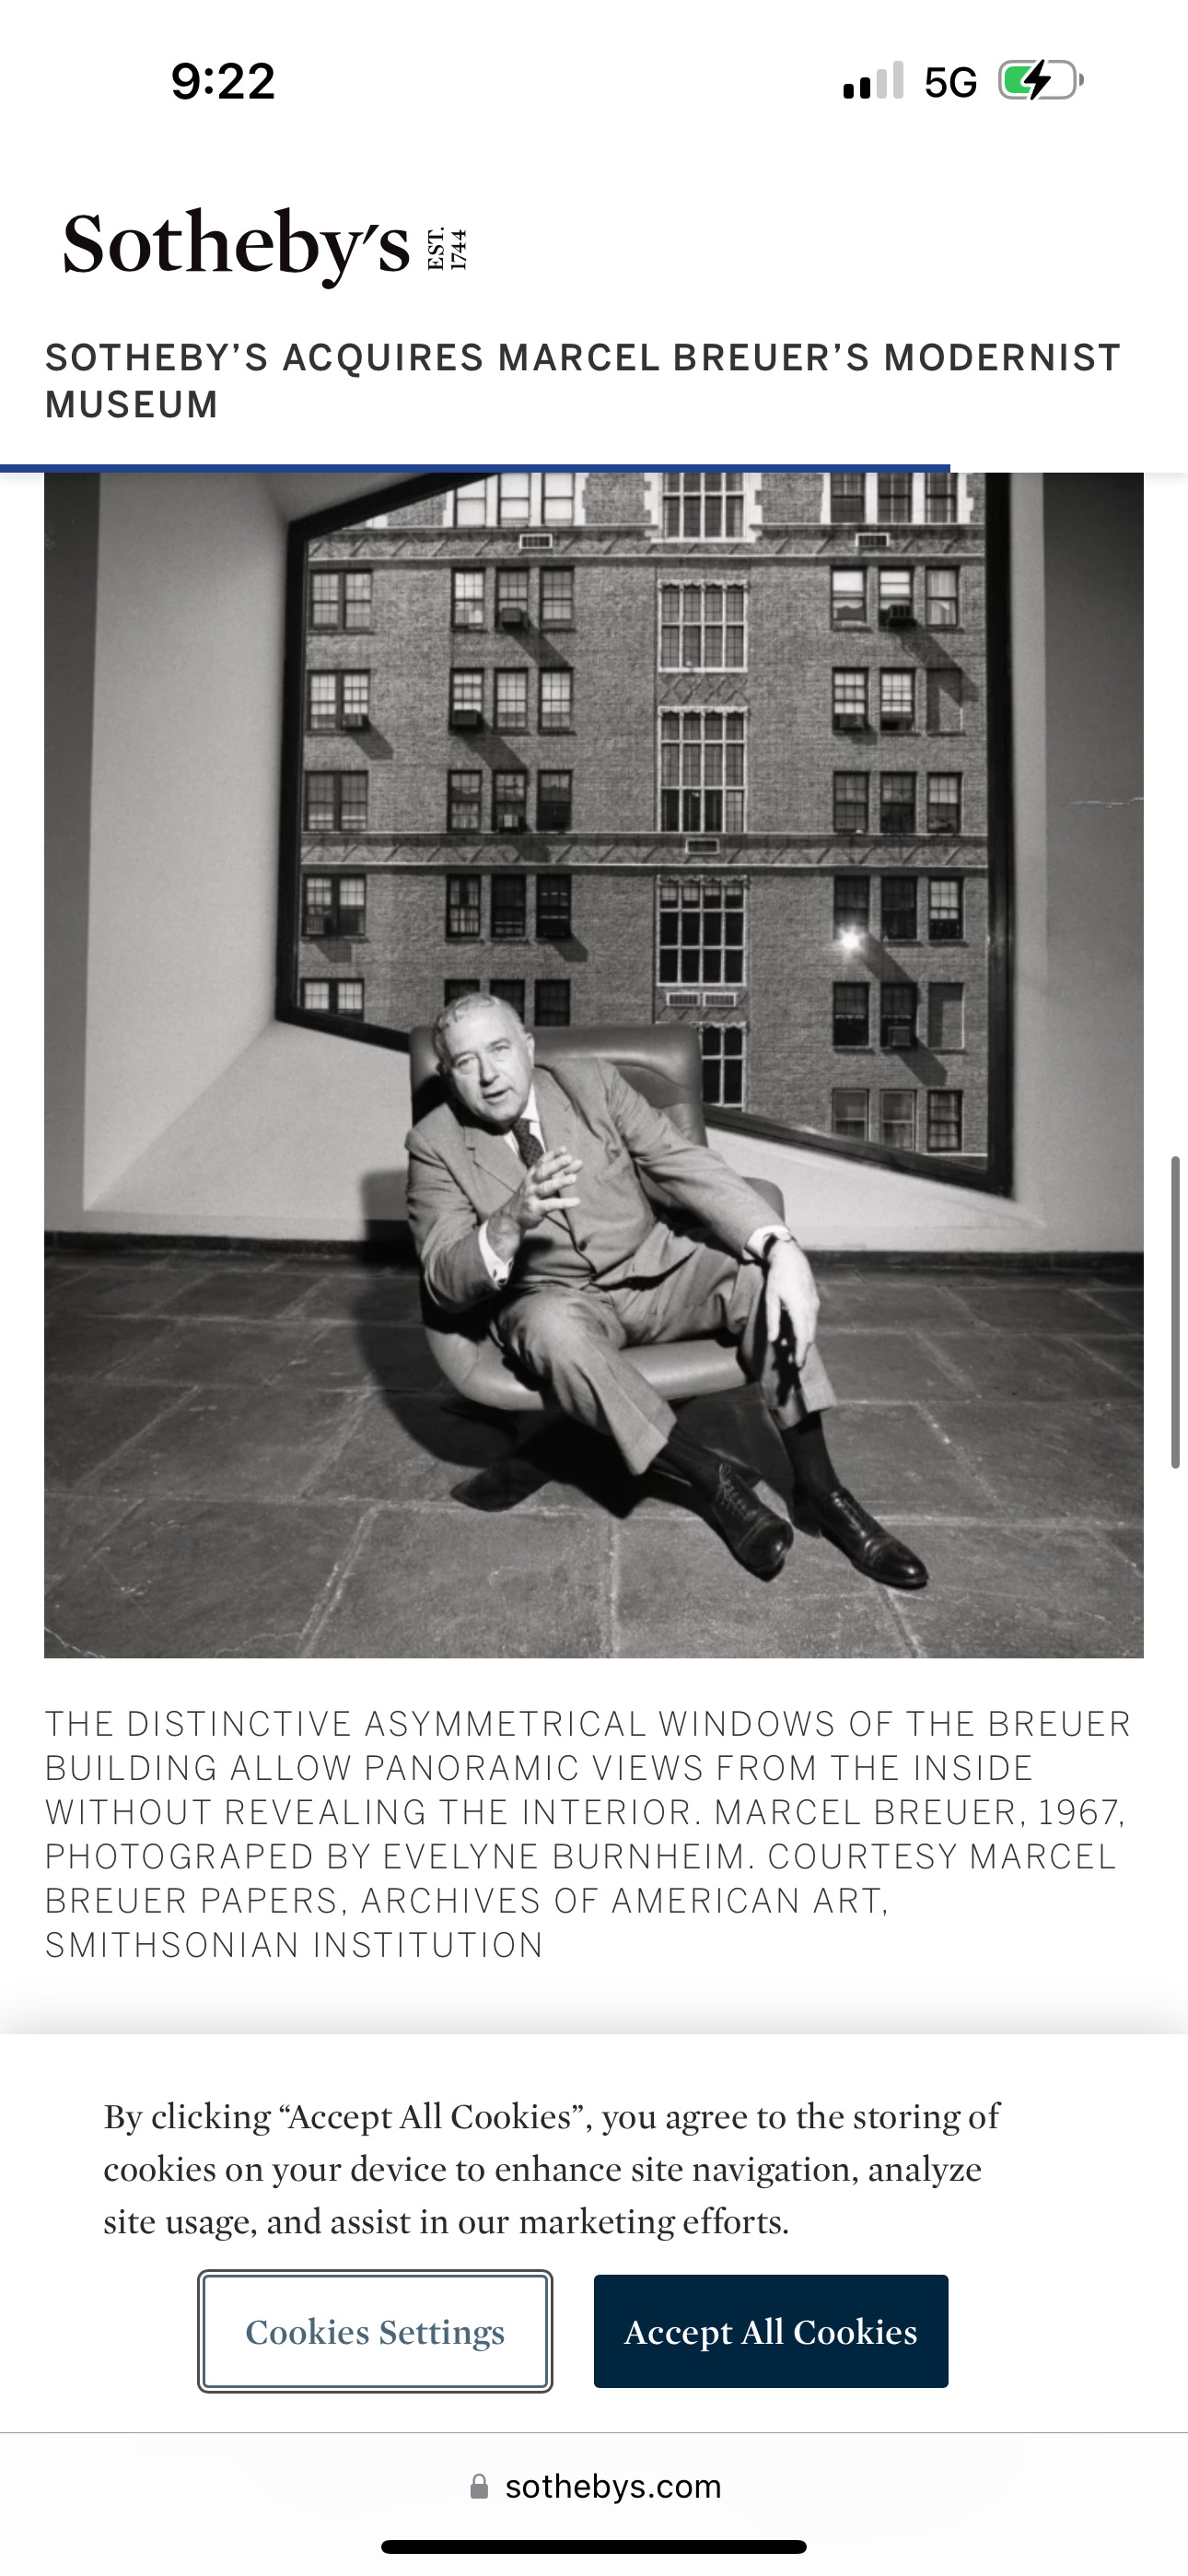 9:22
5G
Sotheby's EST. 1744
SOTHEBY’S ACQUIRES MARCEL BREUER’S MODERNIST
MUSEUM
THE DISTINCTIVE ASYMMETRICAL WINDOWS OF THE BREUER
BUILDING ALLOW PANORAMIC VIEWS FROM THE INSIDE
WITHOUT REVEALING THE INTERIOR. MARCEL BREUER, 1967,
PHOTOGRAPED BY EVELYNE BURNHEIM. COURTESY MARCEL
BREUER PAPERS, ARCHIVES OF AMERICAN ART,
SMITHSONIAN INSTITUTION
By clicking “Accept All Cookies”, you agree to the storing of
cookies on your device to enhance site navigation, analyze
site usage, and assist in our marketing efforts.
Cookies Settings
Accept All Cookies
sothebys.com